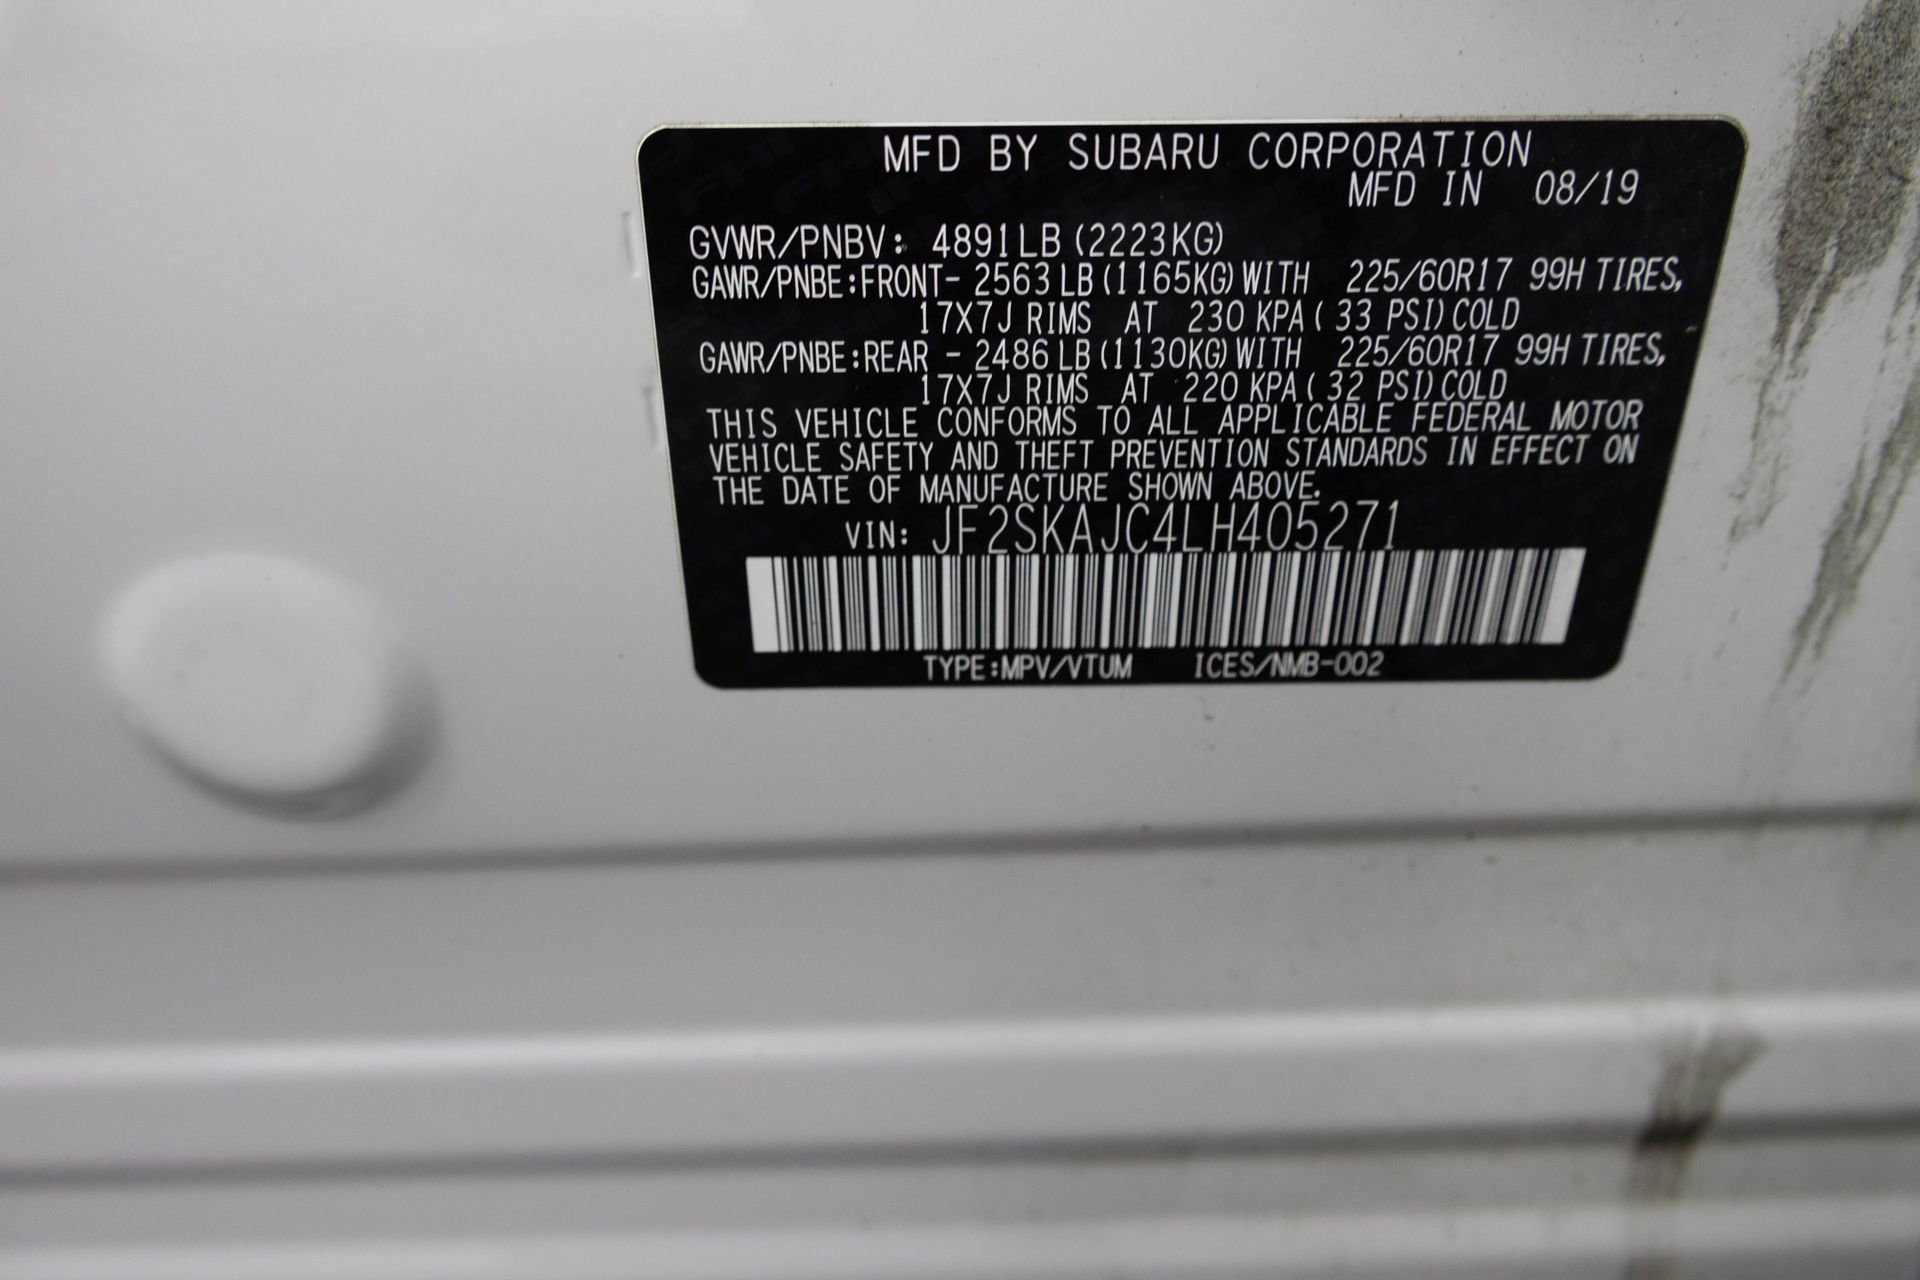 MFD BY SUBARU CORPORATION
MFD IN 08/19
GVWR/PNBV: 4891LB(2223KG)
GAWR/PNBE:FRONT- 2563LB(1165KG)WITH 225/60R17 99H TIRES,
17X7J RIMS AT 230 KPA( 33 PSI)COLD
GAWR/PNBE:REAR - 2486LB(1130KG)WITH 225/60R17 99H TIRES,
17X7J RIMS AT 220 KPA( 32 PSI)COLD
THIS VEHICLE CONFORMS TO ALL APPLICABLE FEDERAL MOTOR
VEHICLE SAFETY AND THEFT PREVENTION STANDARDS IN EFFECT ON
THE DATE OF MANUFACTURE SHOWN ABOVE.
VIN: JF2SKAJC4LH405271
TYPE:MPV/VTUM ICES/NMB-002